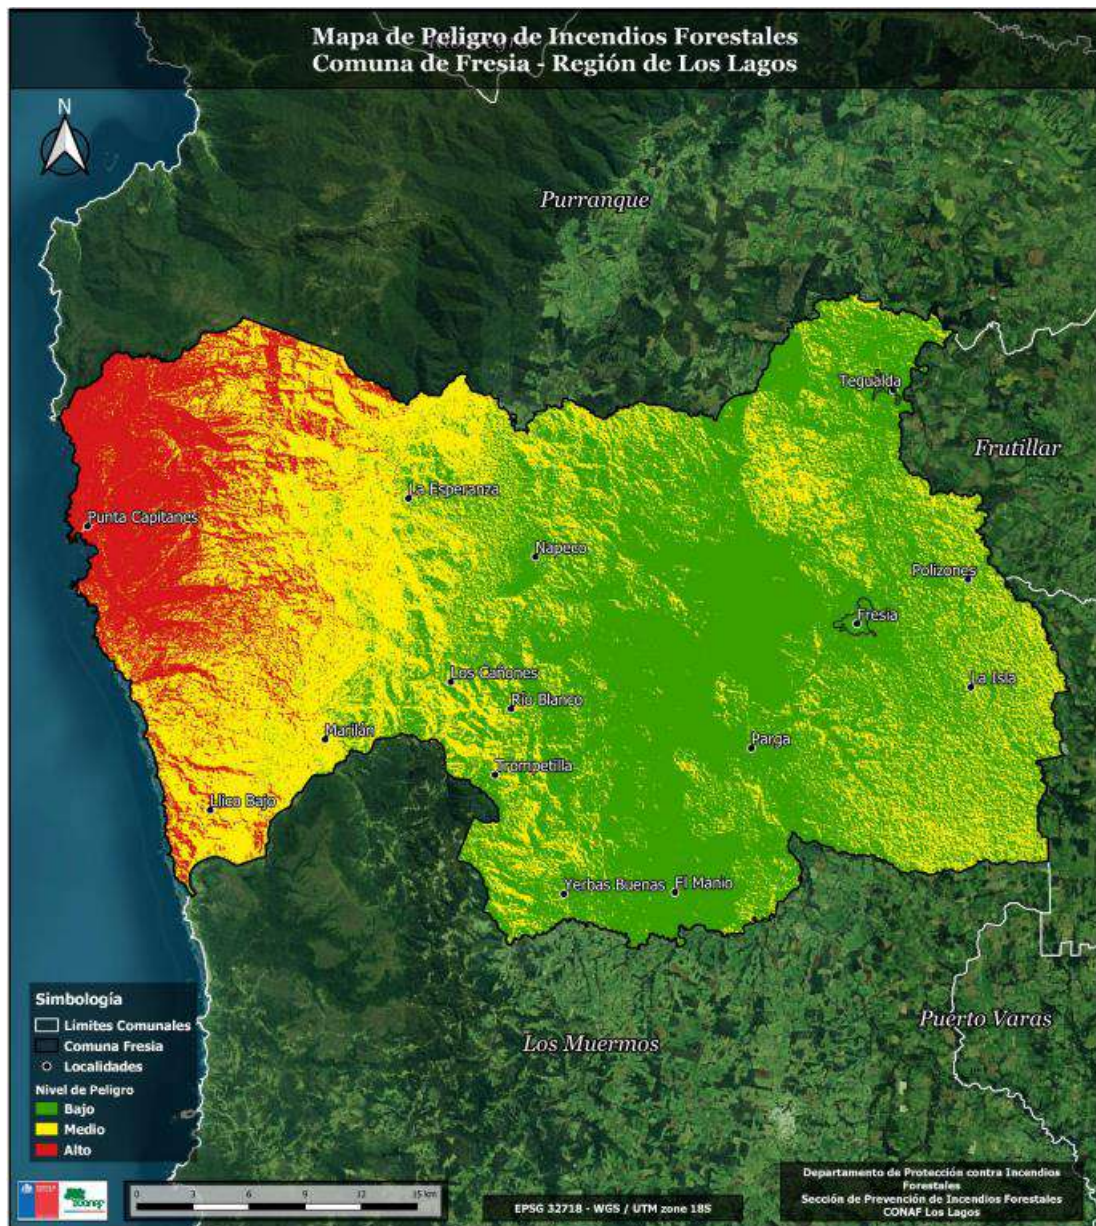 Mapa de Peligro de Incendios Forestales
Comuna de Fresia - Región de Los Lagos
N
Purranque
Tegualda
Frutillar
La Esperanza
Punta Capitanes
Napeco
Polizones
Fresia
Los Cañones
La Isla
Río Blanco
Marilán
Parga
Trompetilla
Llico Bajo
Yerbas Buenas
El Manio
Simbología
Limites Comunales
Comuna Fresia
Localidades
Nivel de Peligro
Bajo
Medio
Alto
Los Muermos
Puerto Varas
CONAF
0 3 6 9 12 15 km
EPSG 32718 - WGS / UTM zone 18S
Departamento de Protección contra Incendios
Forestales
Sección de Prevención de Incendios Forestales
CONAF Los Lagos